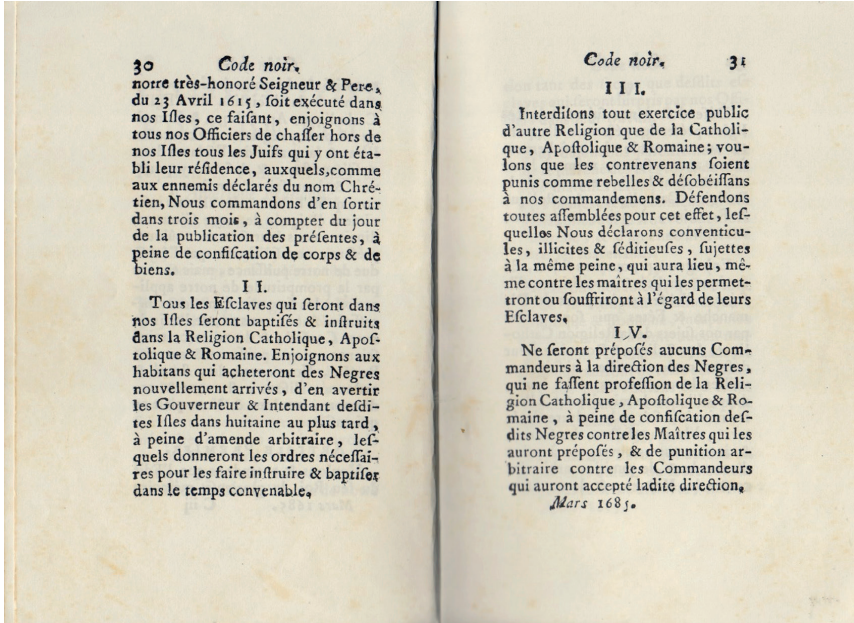 30 Code noir.
notre très-honoré Seigneur & Pere,
du 23 Avril 1615, ſoit exécuté dans
nos Iſles, ce faiſant, enjoignons à
tous nos Officiers de chaſſer hors de
nos Iſles tous les Juifs qui y ont éta-
bli leur réſidence, auxquels, comme
aux ennemis déclarés du nom Chré-
tien, Nous commandons d'en ſortir
dans trois mois, à compter du jour
de la publication des préſentes, à
peine de confiſcation de corps & de
biens.
II.
Tous les Eſclaves qui ſeront dans
nos Iſles ſeront baptiſés & inſtruits
dans la Religion Catholique, Apoſ-
tolique & Romaine. Enjoignons aux
habitans qui acheteront des Negres
nouvellement arrivés, d'en avertir
les Gouverneur & Intendant deſdi-
tes Iſles dans huitaine au plus tard,
à peine d'amende arbitraire, leſ-
quels donneront les ordres néceſſai-
res pour les faire inſtruire & baptiſer
dans le temps convenable.
Code noir. 31
III.
Interdiſons tout exercice public
d'autre Religion que de la Catholi-
que, Apoſtolique & Romaine; vou-
lons que les contrevenans ſoient
punis comme rebelles & déſobéiſſans
à nos commandemens. Défendons
toutes aſſemblées pour cet effet, leſ-
quelles Nous déclarons conventicu-
les, illicites & ſéditieuſes, ſujettes
à la même peine, qui aura lieu, mê-
me contre les maîtres qui les permet-
tront ou ſouffriront à l'égard de leurs
Eſclaves.
IV.
Ne ſeront prépoſés aucuns Com-
mandeurs à la direction des Negres,
qui ne faſſent profeſſion de la Reli-
gion Catholique, Apoſtolique & Ro-
maine, à peine de confiſcation deſ-
dits Negres contre les Maîtres qui les
auront prépoſés, & de punition ar-
bitraire contre les Commandeurs
qui auront accepté ladite direction.
Mars 1685.